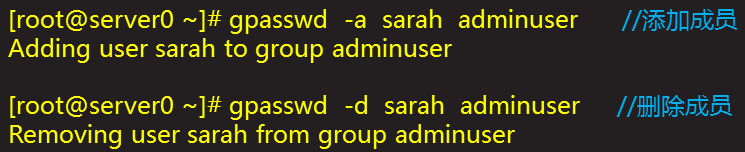 [root@server0 ~]# gpasswd -a sarah adminuser //添加成员
Adding user sarah to group adminuser
[root@server0 ~]# gpasswd -d sarah adminuser //删除成员
Removing user sarah from group adminuser